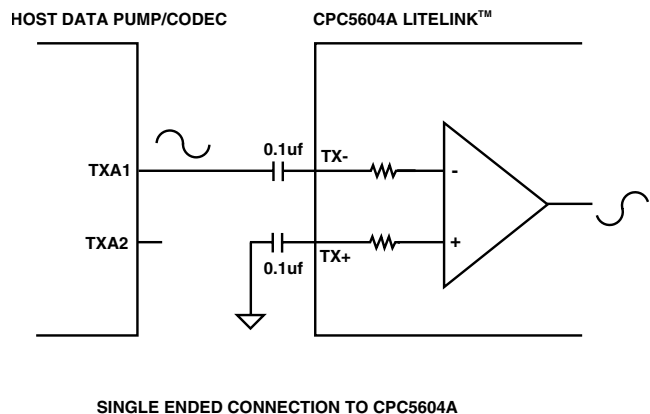 HOST DATA PUMP/CODEC
CPC5604A LITELINK™
0.1uf
TX-
TXA1
-
TXA2
+
TX+
0.1uf
SINGLE ENDED CONNECTION TO CPC5604A